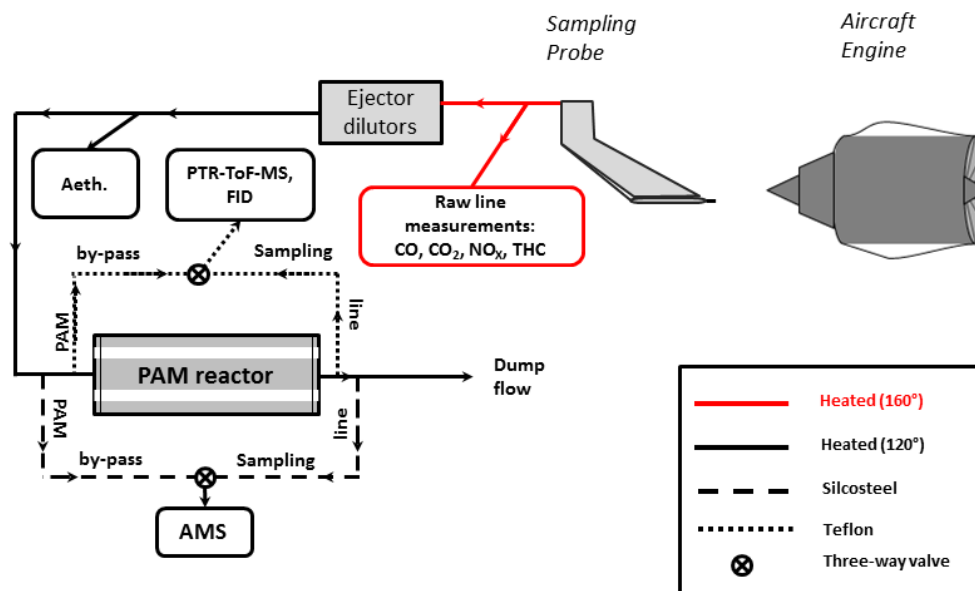 Sampling
Probe
Aircraft
Engine
Ejector
dilutors
Aeth.
PTR-ToF-MS,
FID
Raw line
measurements:
CO, CO₂, NOₓ, THC
by-pass
Sampling
PAM
line
PAM reactor
Dump
flow
PAM
line
by-pass
Sampling
AMS
Heated (160°)
Heated (120°)
Silcosteel
Teflon
Three-way valve